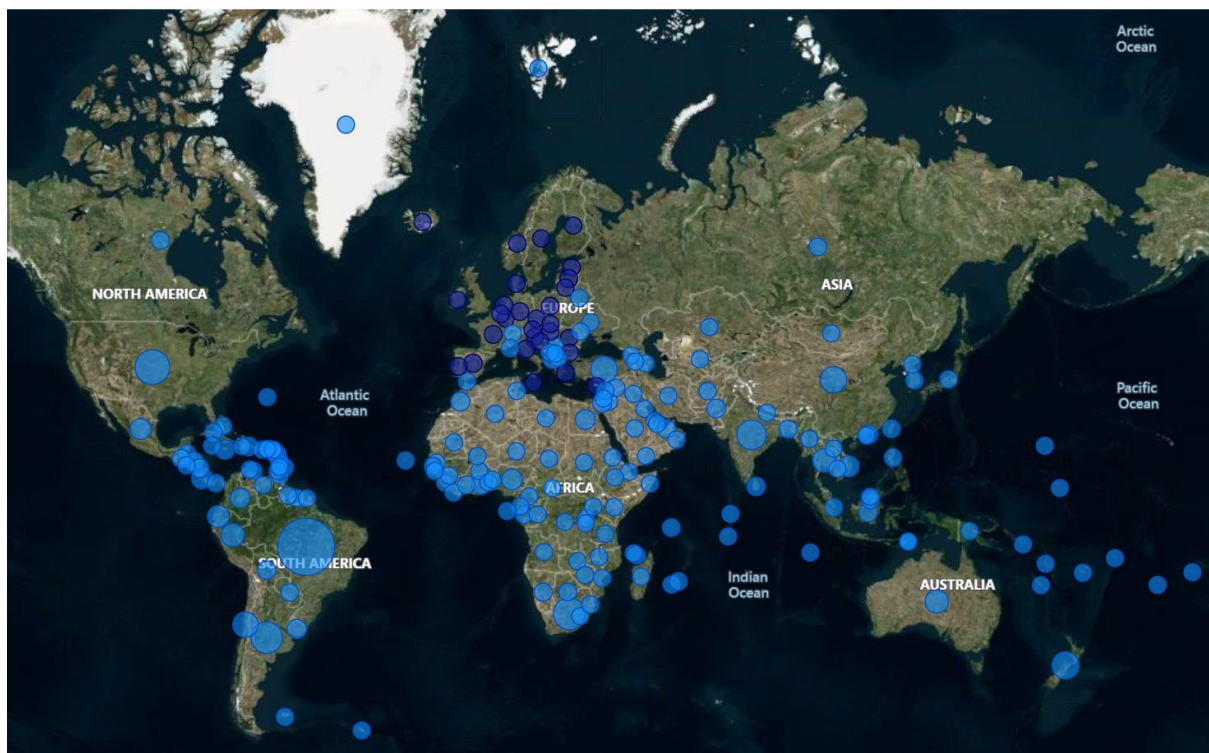 Arctic
Ocean
NORTH AMERICA
ASIA
EUROPE
Atlantic
Ocean
Pacific
Ocean
AFRICA
SOUTH AMERICA
Indian
Ocean
AUSTRALIA